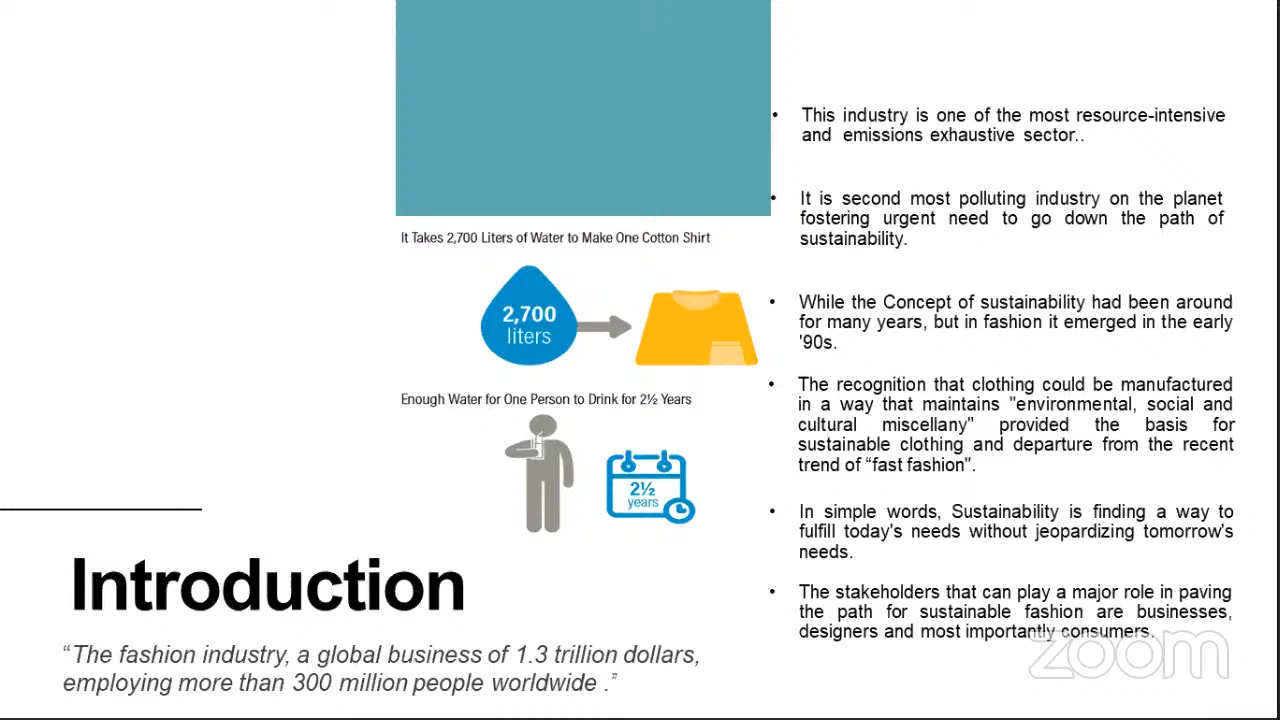 It Takes 2,700 Liters of Water to Make One Cotton Shirt
2,700
liters
Enough Water for One Person to Drink for 2½ Years
2½
years
Introduction
“The fashion industry, a global business of 1.3 trillion dollars,
employing more than 300 million people worldwide .”
• This industry is one of the most resource-intensive
and emissions exhaustive sector..
• It is second most polluting industry on the planet
fostering urgent need to go down the path of
sustainability.
• While the Concept of sustainability had been around
for many years, but in fashion it emerged in the early
'90s.
• The recognition that clothing could be manufactured
in a way that maintains "environmental, social and
cultural miscellany" provided the basis for
sustainable clothing and departure from the recent
trend of “fast fashion".
• In simple words, Sustainability is finding a way to
fulfill today's needs without jeopardizing tomorrow's
needs.
• The stakeholders that can play a major role in paving
the path for sustainable fashion are businesses,
designers and most importantly consumers.
zoom